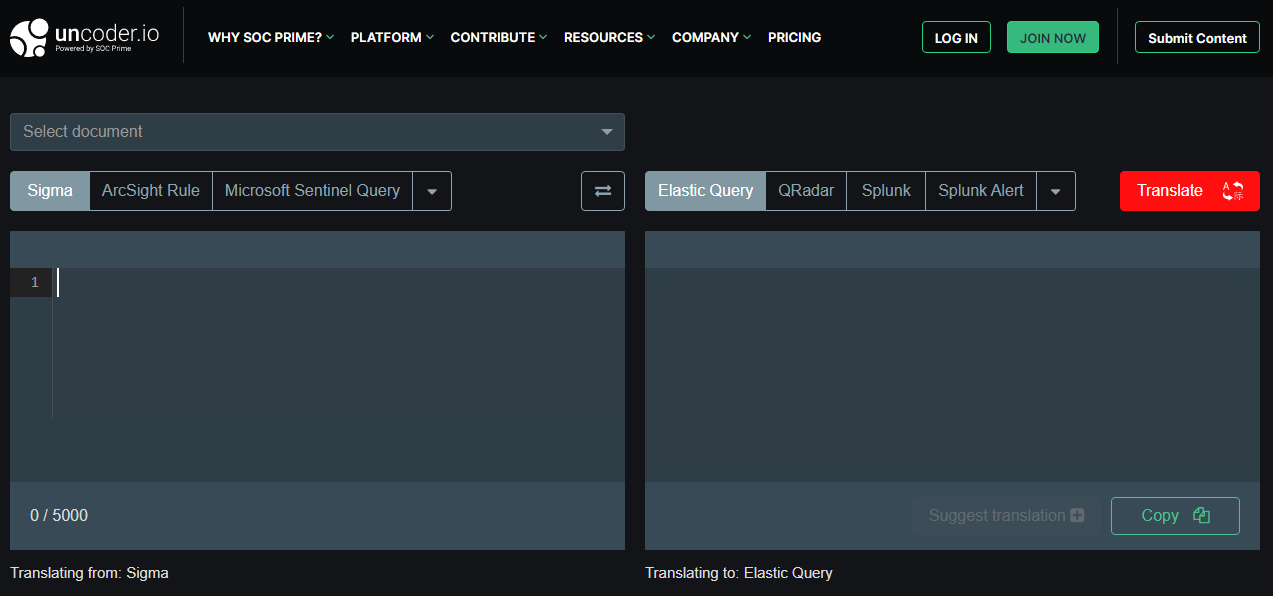 uncoder.io
Powered by SOC Prime
WHY SOC PRIME? PLATFORM CONTRIBUTE RESOURCES COMPANY PRICING
LOG IN JOIN NOW Submit Content
Select document
Sigma ArcSight Rule Microsoft Sentinel Query
Elastic Query QRadar Splunk Splunk Alert
Translate
1
0 / 5000
Suggest translation Copy
Translating from: Sigma
Translating to: Elastic Query